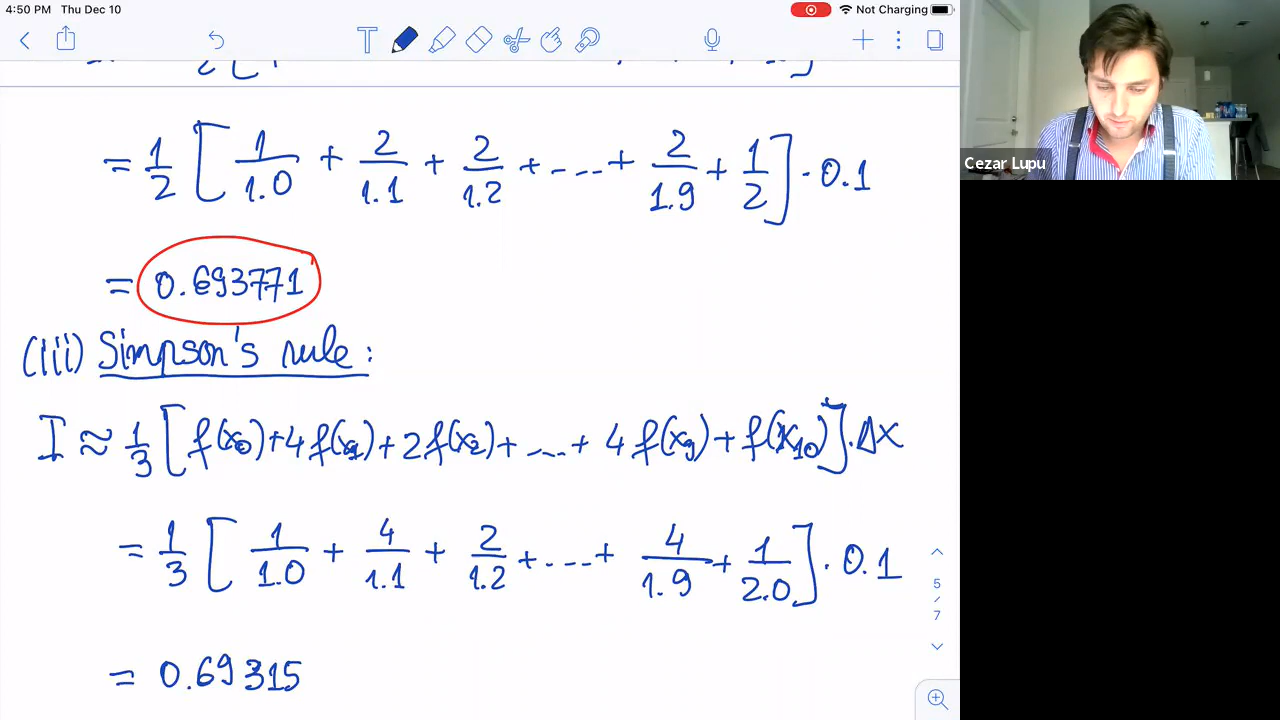 4:50 PM Thu Dec 10
Not Charging
Cezar Lupu
= 1/2 [ 1/1.0 + 2/1.1 + 2/1.2 + ... + 2/1.9 + 1/2 ] · 0.1
= 0.693771
(iii) Simpson's rule:
I ≈ 1/3 [ f(x₀) + 4f(x₁) + 2f(x₂) + ... + 4f(x₉) + f(x₁₀) ] · Δx
= 1/3 [ 1/1.0 + 4/1.1 + 2/1.2 + ... + 4/1.9 + 1/2.0 ] · 0.1
= 0.69315
5 / 7